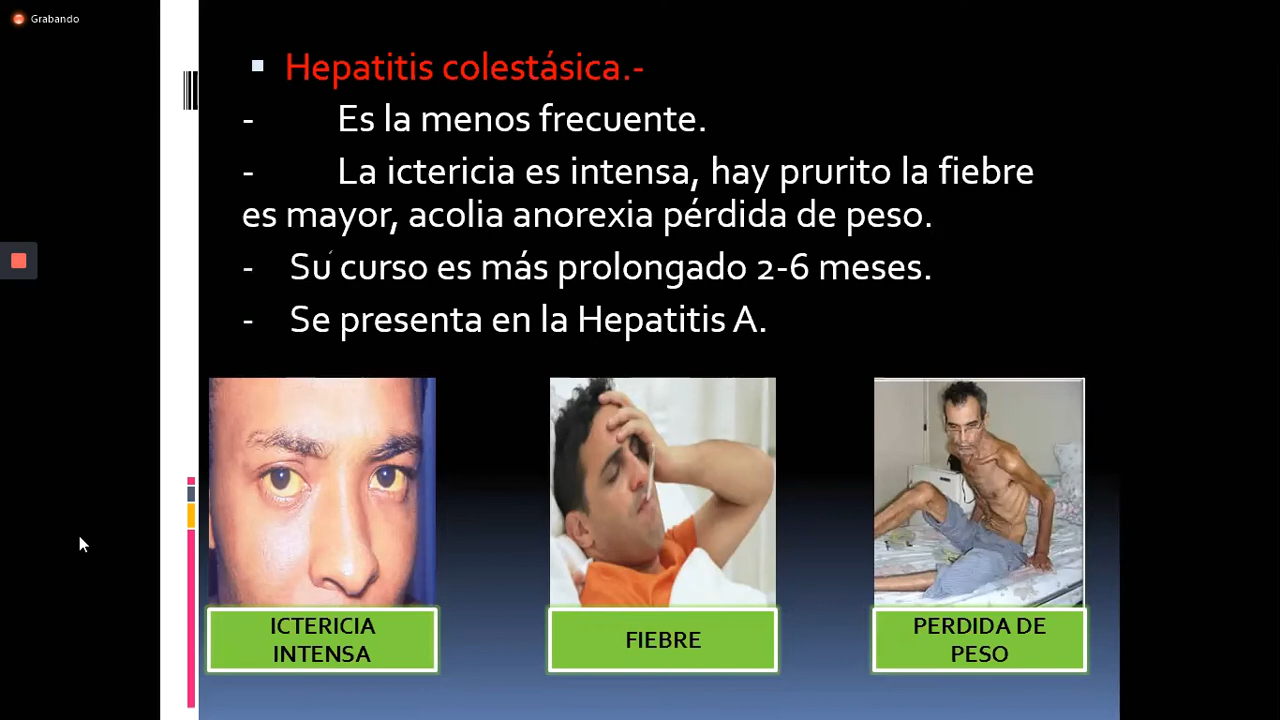 Grabando
Hepatitis colestásica.-
- Es la menos frecuente.
- La ictericia es intensa, hay prurito la fiebre
es mayor, acolia anorexia pérdida de peso.
- Su curso es más prolongado 2-6 meses.
- Se presenta en la Hepatitis A.
ICTERICIA
INTENSA
FIEBRE
PERDIDA DE
PESO